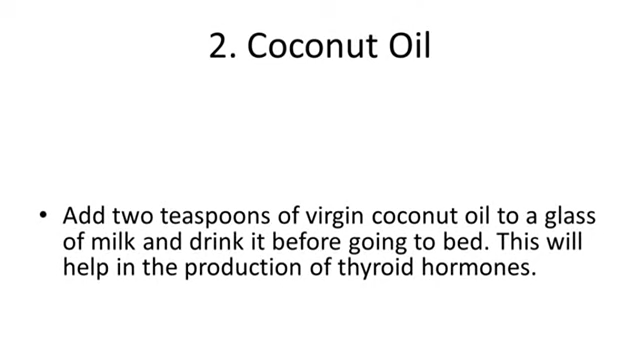 2. Coconut Oil
• Add two teaspoons of virgin coconut oil to a glass
of milk and drink it before going to bed. This will
help in the production of thyroid hormones.